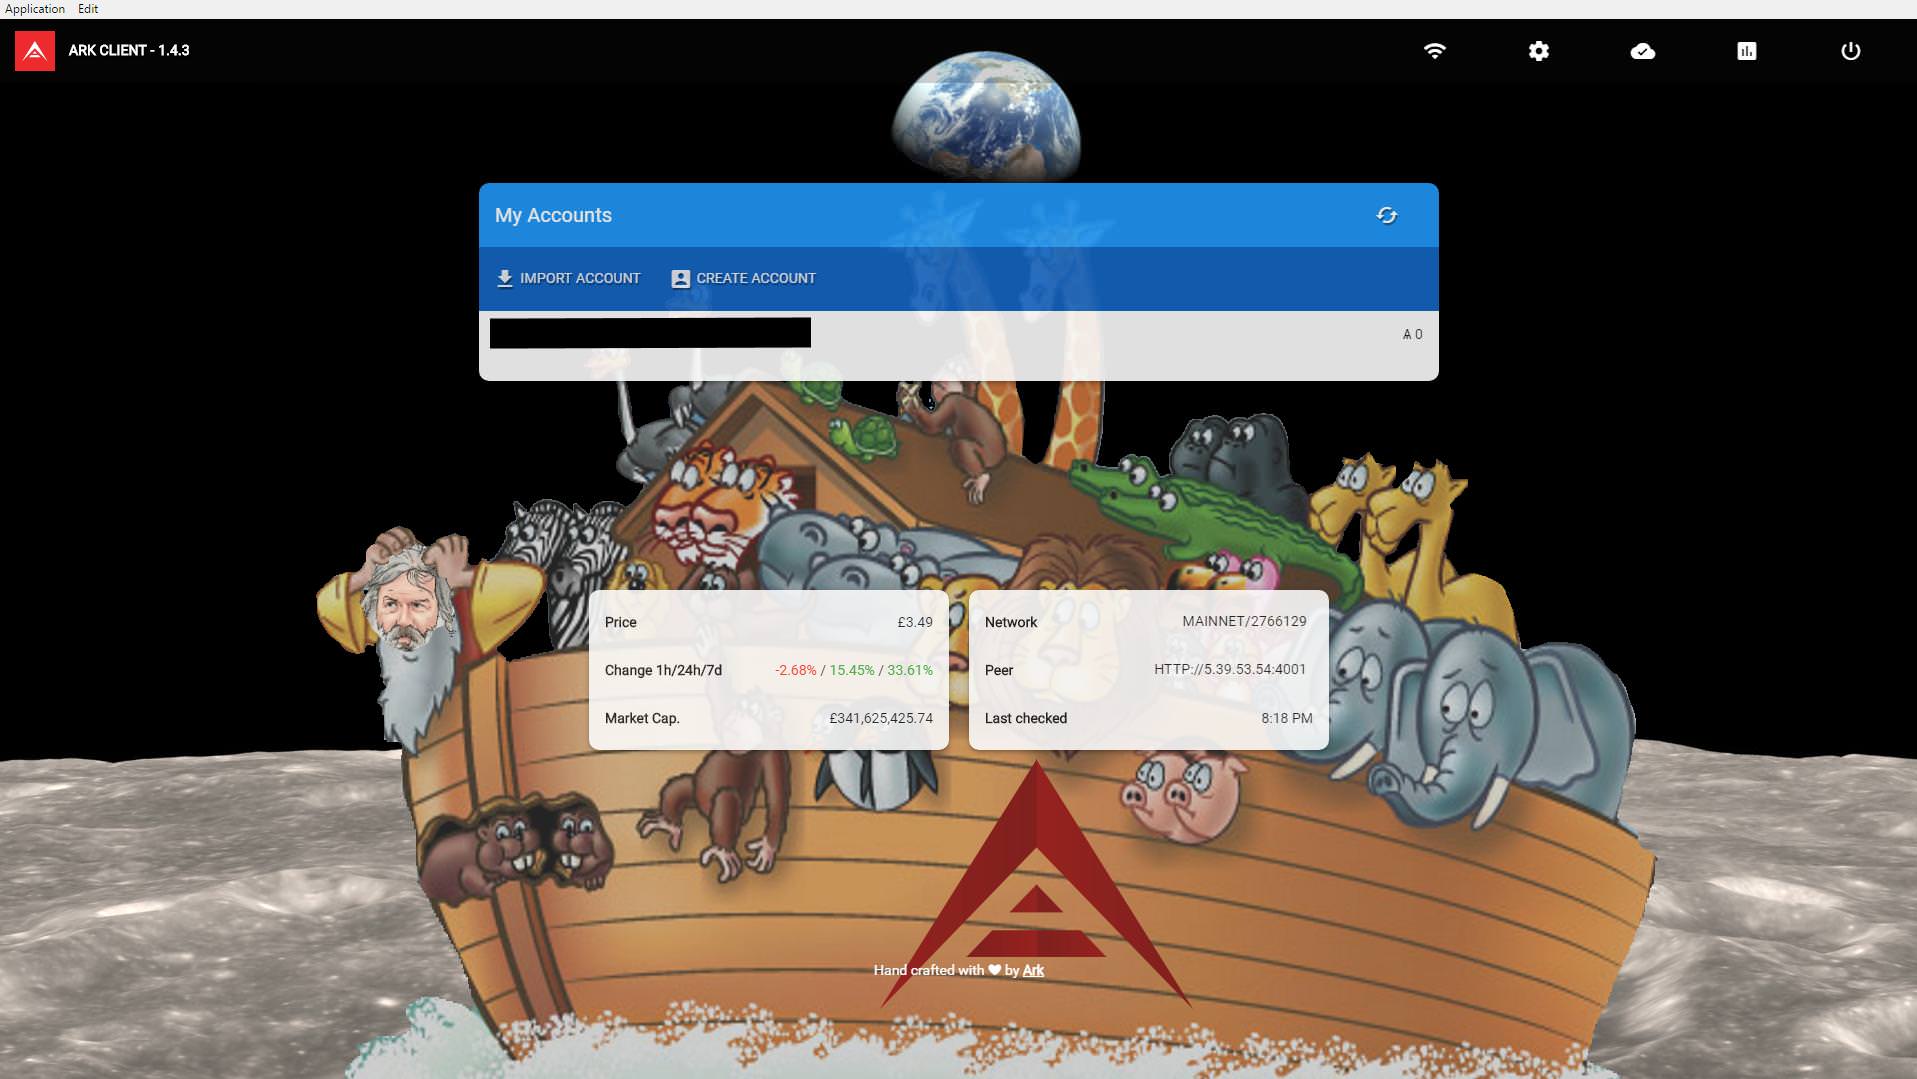 Application Edit
ARK CLIENT - 1.4.3
My Accounts
IMPORT ACCOUNT CREATE ACCOUNT
Ѧ 0
Price £3.49
Change 1h/24h/7d -2.68% / 15.45% / 33.61%
Market Cap. £341,625,425.74
Network MAINNET/2766129
Peer HTTP://5.39.53.54:4001
Last checked 8:18 PM
Hand crafted with ♥ by Ark